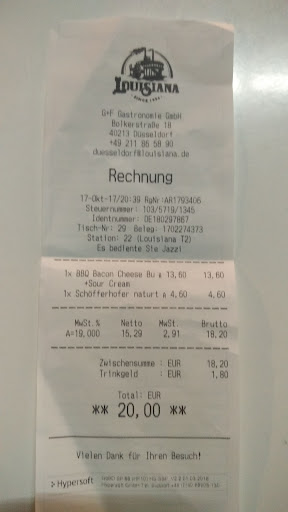 LOUISIANA
SINCE 1994
G+F Gastronomie GmbH
Bolkerstraße 18
40213 Düsseldorf
+49 211 86 58 90
duesseldorf@louisiana.de
Rechnung
17-Okt-17/20:39 RgNr:AR1793406
Steuernummer: 103/5719/1345
Identnummer: DE180297867
Tisch-Nr: 29 Beleg: 1702274373
Station: 22 (Louisiana T2)
Es bediente Sie Jazzi
1x BBQ Bacon Cheese Bu a 13,60 13,60
+Sour Cream
1x Schöfferhofer naturt a 4,60 4,60
MwSt.% Netto MwSt. Brutto
A=19,000 15,29 2,91 18,20
Zwischensumme : EUR 18,20
Trinkgeld : EUR 1,80
Total: EUR
** 20,00 **
Vielen Dank für Ihren Besuch!
Hypersoft